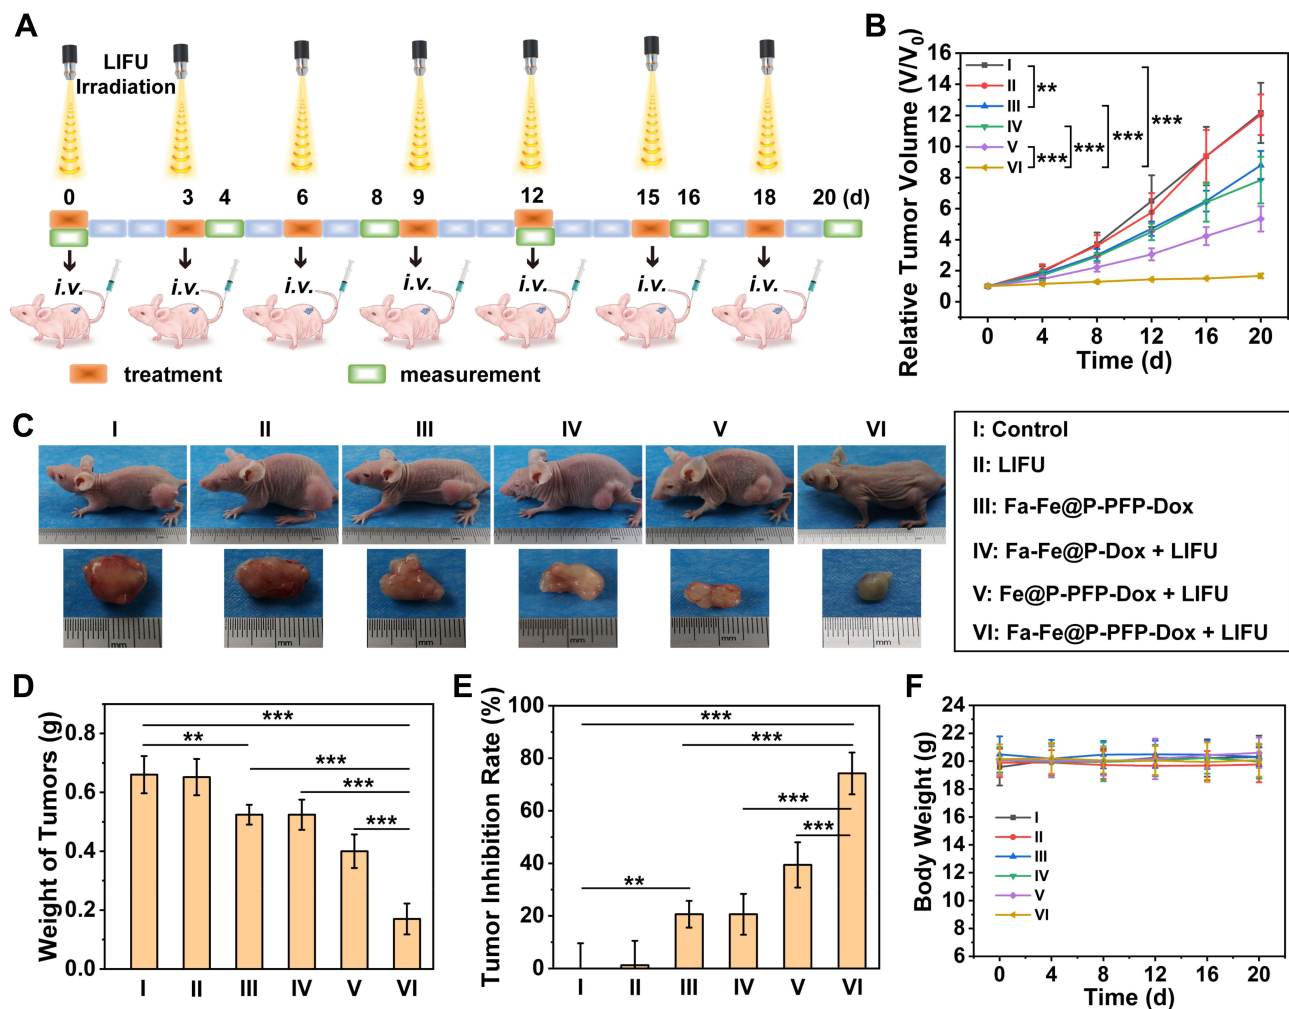 A
LIFU
Irradiation
0 3 4 6 8 9 12 15 16 18 20 (d)
i.v. i.v. i.v. i.v. i.v. i.v. i.v.
treatment measurement
B
Relative Tumor Volume (V/V0)
16
14
12
10
8
6
4
2
0
I
II
III
IV
V
VI
**
***
***
***
***
0 4 8 12 16 20
Time (d)
C
I II III IV V VI
mm mm mm mm mm mm
I: Control
II: LIFU
III: Fa-Fe@P-PFP-Dox
IV: Fa-Fe@P-Dox + LIFU
V: Fe@P-PFP-Dox + LIFU
VI: Fa-Fe@P-PFP-Dox + LIFU
D
Weight of Tumors (g)
0.8
0.6
0.4
0.2
0.0
***
**
***
***
***
I II III IV V VI
E
Tumor Inhibition Rate (%)
100
80
60
40
20
0
***
***
***
***
**
I II III IV V VI
F
Body Weight (g)
24
22
20
18
16
14
12
10
8
6
I
II
III
IV
V
VI
0 4 8 12 16 20
Time (d)